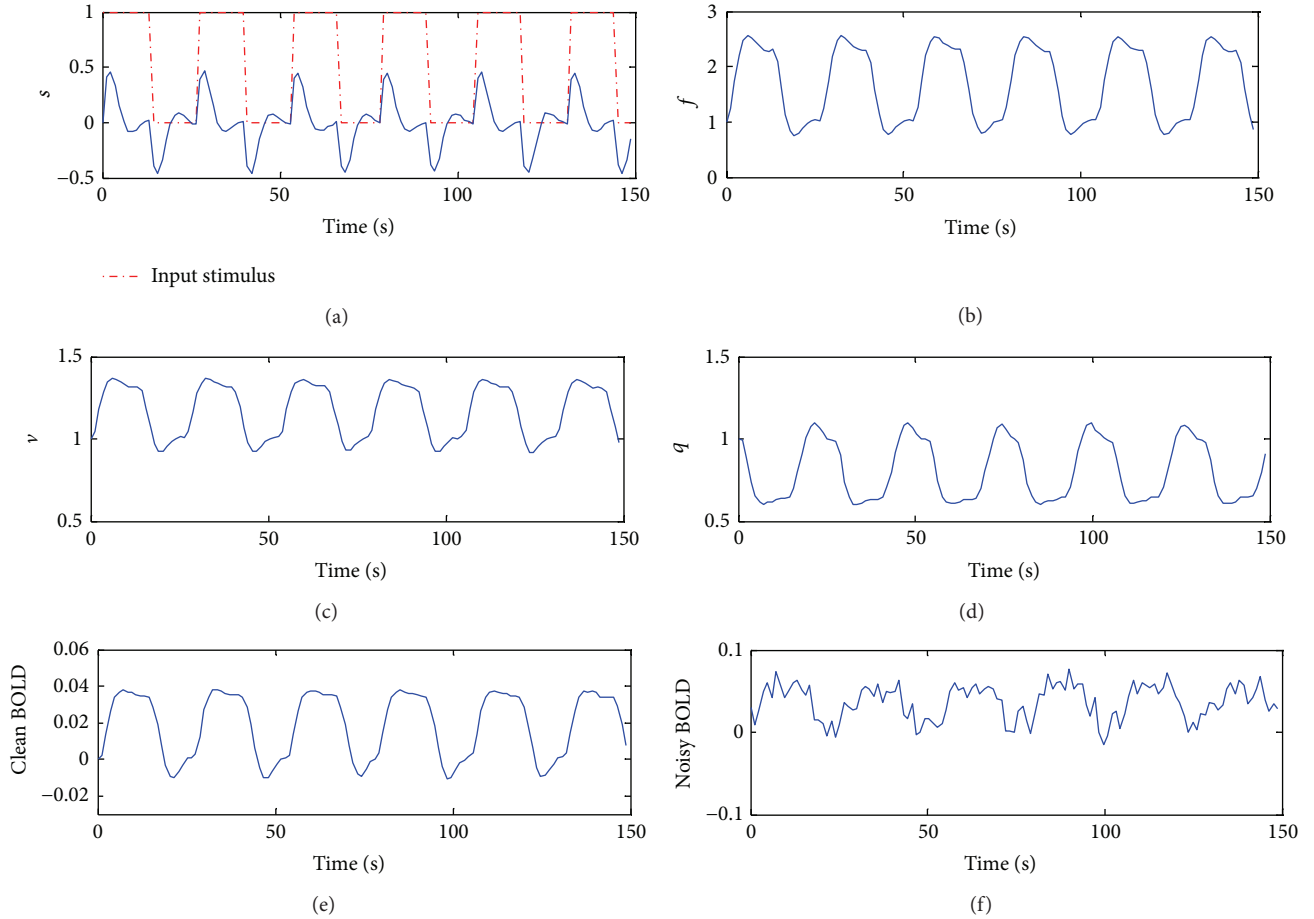 1
0.5
0
−0.5
s
0
50
100
150
Time (s)
Input stimulus
(a)
3
2
1
0
f
0
50
100
150
Time (s)
(b)
1.5
1
0.5
v
0
50
100
150
Time (s)
(c)
1.5
1
0.5
q
0
50
100
150
Time (s)
(d)
0.06
0.04
0.02
0
−0.02
Clean BOLD
0
50
100
150
Time (s)
(e)
0.1
0
−0.1
Noisy BOLD
0
50
100
150
Time (s)
(f)